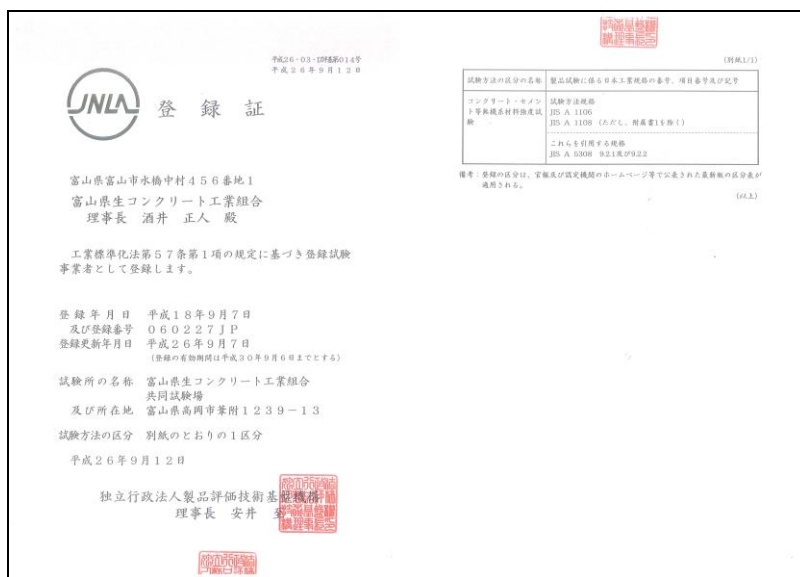 平成26・03・12評基第014号
平成26年9月12日
JNLA
登録証
富山県富山市水橋中村456番地1
富山県生コンクリート工業組合
理事長 酒井 正人 殿
工業標準化法第57条第1項の規定に基づき登録試験
事業者として登録します。
登録年月日 平成18年9月7日
及び登録番号 060227JP
登録更新年月日 平成26年9月7日
(登録の有効期間は平成30年9月6日までとする)
試験所の名称 富山県生コンクリート工業組合
共同試験場
及び所在地 富山県高岡市筆附1239-13
試験方法の区分 別紙のとおりの1区分
平成26年9月12日
独立行政法人製品評価技術基盤機構
理事長 安井 至
(別紙1/1)
試験方法の区分の名称 製品試験に係る日本工業規格の番号、項目番号及び記号
コンクリート・セメント等無機系材料強度試験
試験方法規格
JIS A 1106
JIS A 1108 (ただし、附属書1を除く)
これらを引用する規格
JIS A 5308 9.2.1及び9.2.2
備考:登録の区分は、官報及び認定機関のホームページ等で公表された最新版の区分表が
適用される。
(以上)